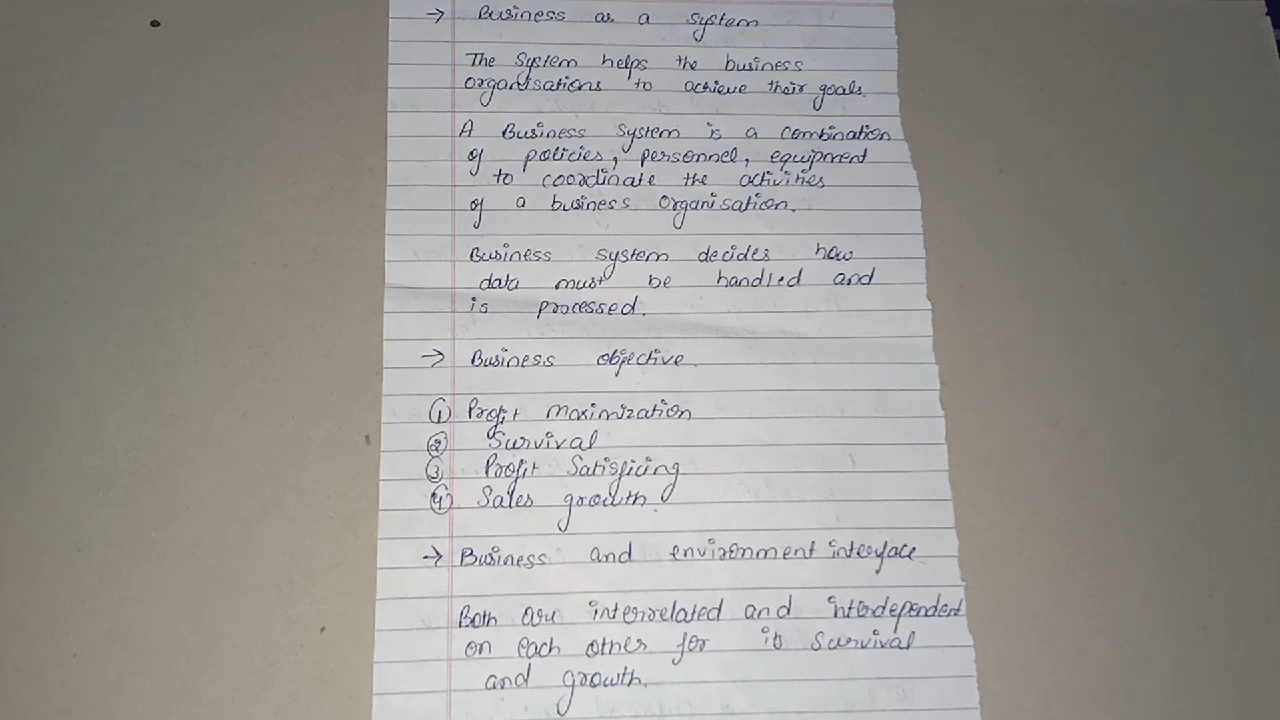 → Business as a system
The System helps the business
organisations to achieve their goals.
A Business System is a combination
of policies, personnel, equipment
to coordinate the activities
of a business organisation.
Business system decides how
data must be handled and
is processed.
→ Business objective
① Profit maximization
② Survival
③ Profit Satisficing
④ Sales growth.
→ Business and environment interface
Both are interrelated and interdependent
on each other for its survival
and growth.